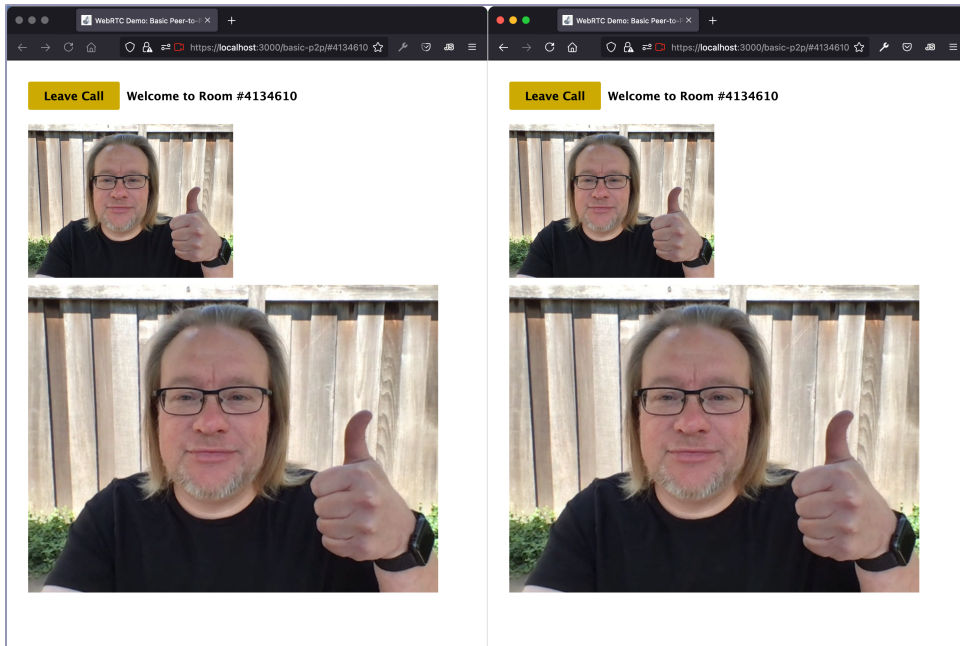 WebRTC Demo: Basic Peer-to-P
https://localhost:3000/basic-p2p/#4134610
Leave Call Welcome to Room #4134610
WebRTC Demo: Basic Peer-to-P
https://localhost:3000/basic-p2p/#4134610
Leave Call Welcome to Room #4134610